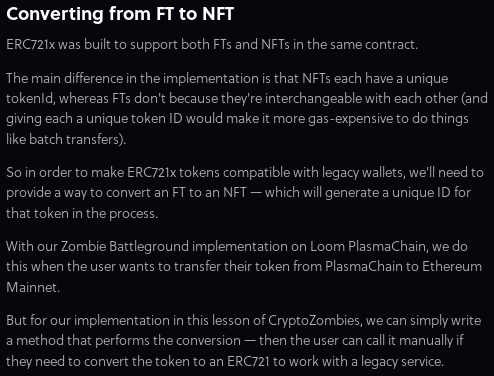 Converting from FT to NFT
ERC721x was built to support both FTs and NFTs in the same contract.
The main difference in the implementation is that NFTs each have a unique
tokenId, whereas FTs don't because they're interchangeable with each other (and
giving each a unique token ID would make it more gas-expensive to do things
like batch transfers).
So in order to make ERC721x tokens compatible with legacy wallets, we'll need to
provide a way to convert an FT to an NFT — which will generate a unique ID for
that token in the process.
With our Zombie Battleground implementation on Loom PlasmaChain, we do
this when the user wants to transfer their token from PlasmaChain to Ethereum
Mainnet.
But for our implementation in this lesson of CryptoZombies, we can simply write
a method that performs the conversion — then the user can call it manually if
they need to convert the token to an ERC721 to work with a legacy service.